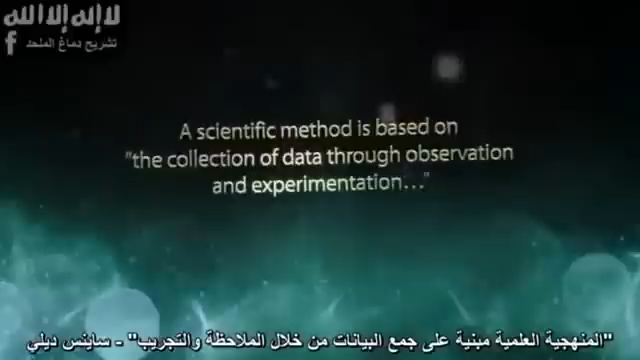 لا إله إلا الله
تشريح دماغ الملحد
A scientific method is based on
"the collection of data through observation
and experimentation…"
"المنهجية العلمية مبنية على جمع البيانات من خلال الملاحظة والتجريب" - ساينس ديلي